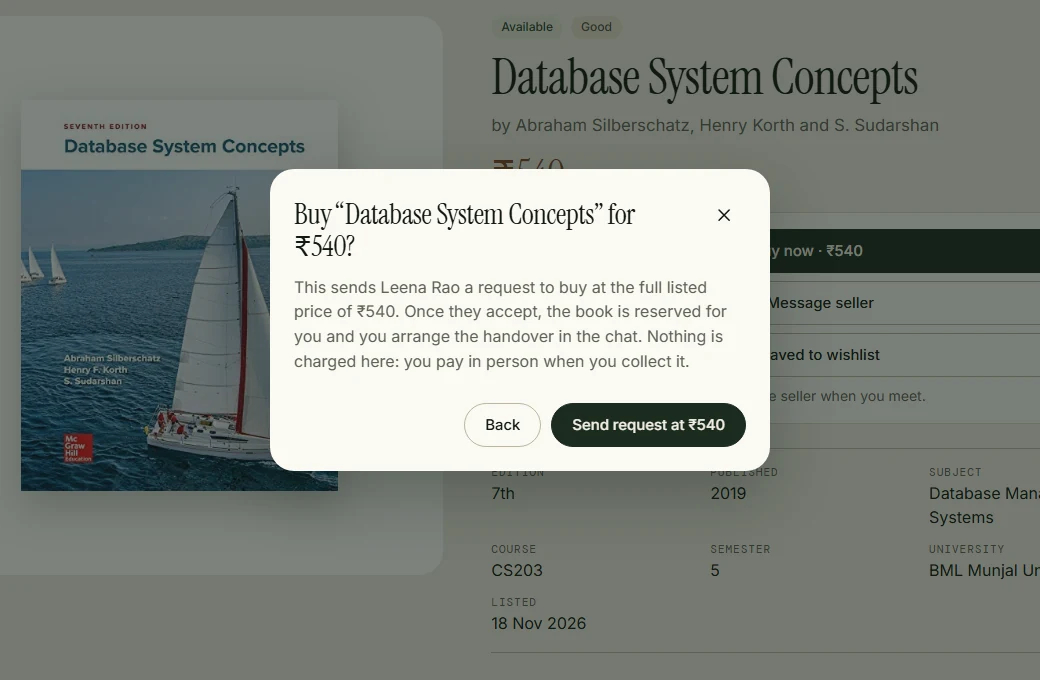 Available Good
Database System Concepts
by Abraham Silberschatz, Henry Korth and S. Sudarshan
₹540
SEVENTH EDITION
Database System Concepts
Abraham Silberschatz
Henry F. Korth
S. Sudarshan
Mc
Graw
Hill
Education
Buy “Database System Concepts” for
₹540?
This sends Leena Rao a request to buy at the full listed
price of ₹540. Once they accept, the book is reserved for
you and you arrange the handover in the chat. Nothing is
charged here: you pay in person when you collect it.
Back Send request at ₹540
y now · ₹540
Message seller
aved to wishlist
e seller when you meet.
EDITION PUBLISHED SUBJECT
7th 2019 Database Mana
Systems
COURSE SEMESTER UNIVERSITY
CS203 5 BML Munjal Un
LISTED
18 Nov 2026